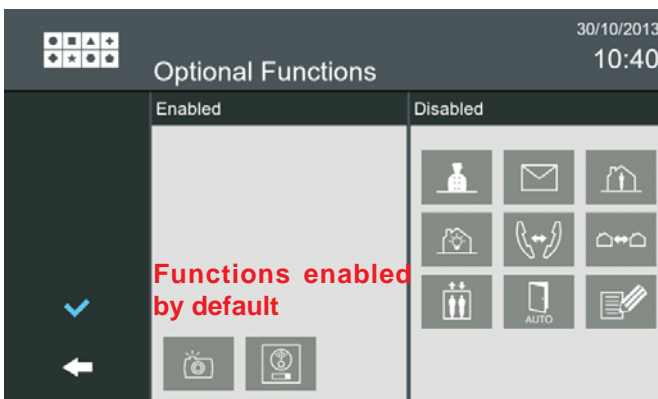 30/10/2013
10:40
Optional Functions
Enabled
Disabled
Functions enabled
by default
AUTO